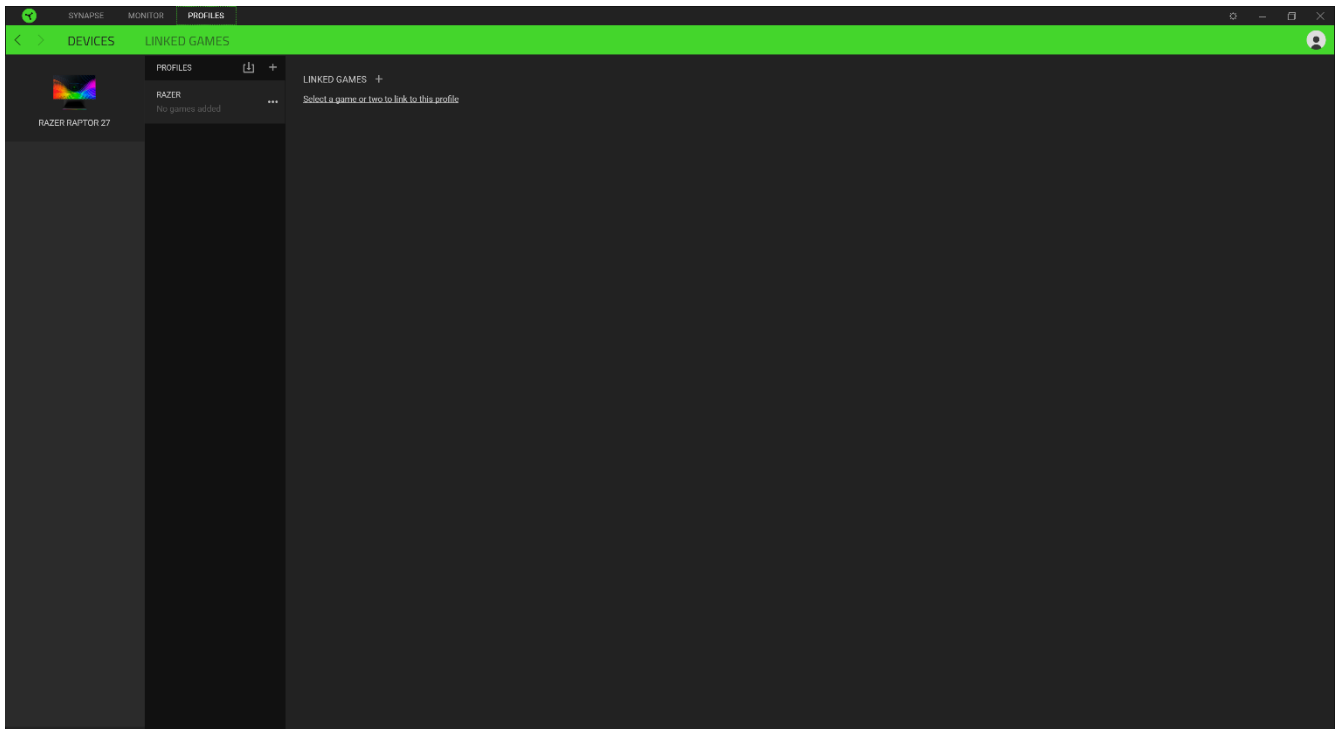 SYNAPSE MONITOR PROFILES
DEVICES LINKED GAMES
RAZER RAPTOR 27
PROFILES
RAZER
No games added
LINKED GAMES +
Select a game or two to link to this profile